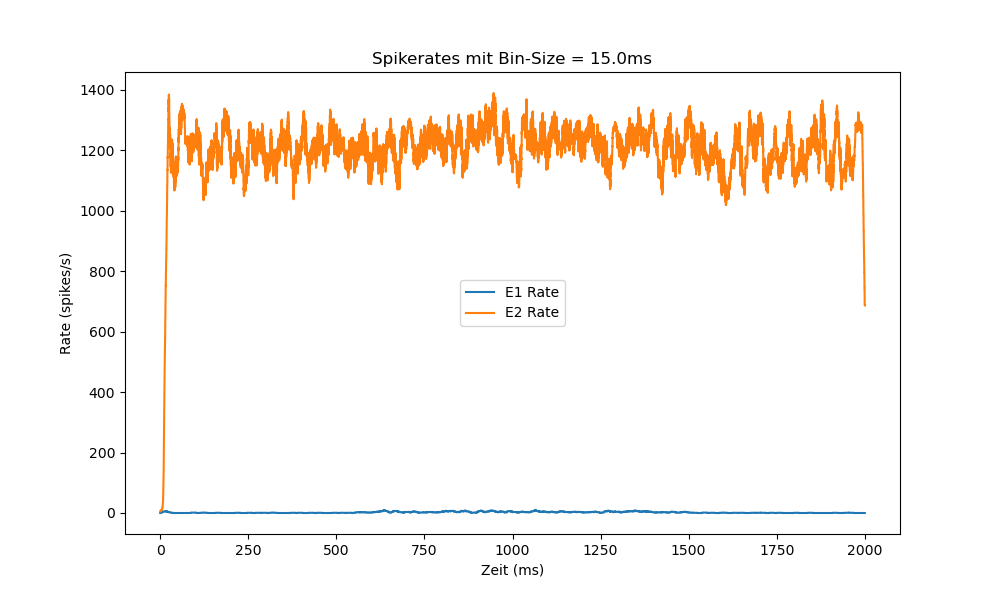 Spikerates mit Bin-Size = 15.0ms
Rate (spikes/s)
1400
1200
1000
800
600
400
200
0
E1 Rate
E2 Rate
0 250 500 750 1000 1250 1500 1750 2000
Zeit (ms)